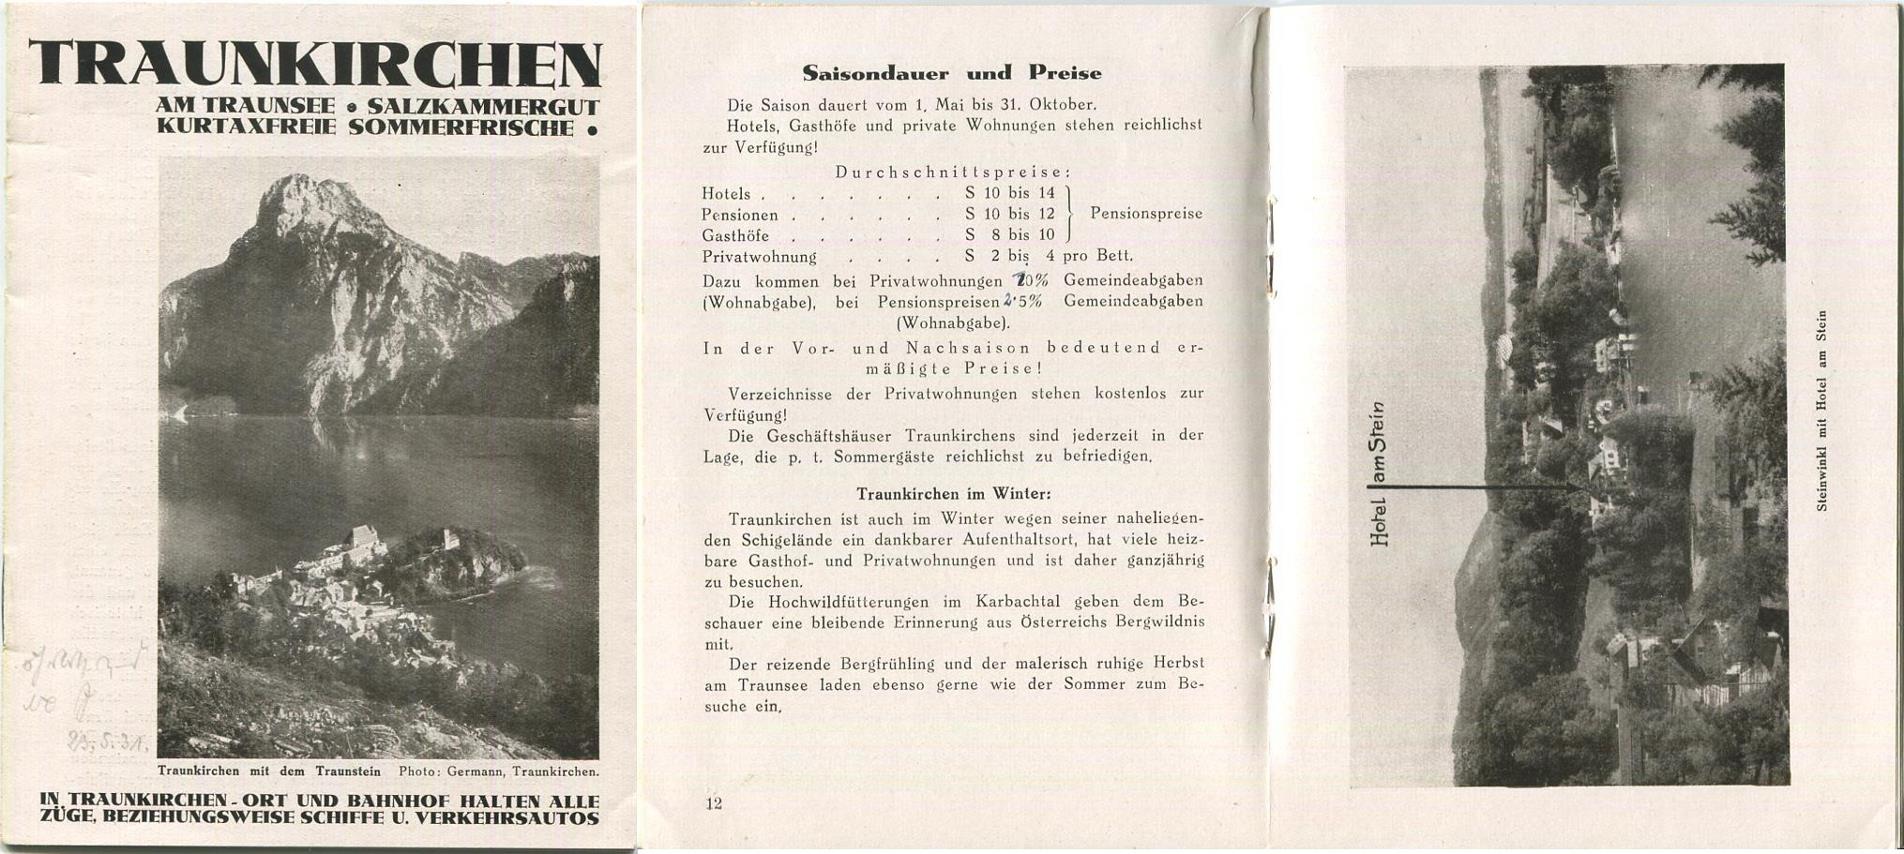 TRAUNKIRCHEN
AM TRAUNSEE • SALZKAMMERGUT
KURTAXFREIE SOMMERFRISCHE •
23.5.31.
Traunkirchen mit dem Traunstein Photo: Germann, Traunkirchen.
IN TRAUNKIRCHEN-ORT UND BAHNHOF HALTEN ALLE
ZÜGE, BEZIEHUNGSWEISE SCHIFFE U. VERKEHRSAUTOS
Saisondauer und Preise
Die Saison dauert vom 1. Mai bis 31. Oktober.
Hotels, Gasthöfe und private Wohnungen stehen reichlichst
zur Verfügung!
Durchschnittspreise:
Hotels . . . . . . . S 10 bis 14
Pensionen . . . . . . S 10 bis 12 } Pensionspreise
Gasthöfe . . . . . . S 8 bis 10
Privatwohnung . . . . S 2 bis 4 pro Bett.
Dazu kommen bei Privatwohnungen 10% Gemeindeabgaben
(Wohnabgabe), bei Pensionspreisen 2·5% Gemeindeabgaben
(Wohnabgabe).
In der Vor- und Nachsaison bedeutend er-
mäßigte Preise!
Verzeichnisse der Privatwohnungen stehen kostenlos zur
Verfügung!
Die Geschäftshäuser Traunkirchens sind jederzeit in der
Lage, die p. t. Sommergäste reichlichst zu befriedigen.
Traunkirchen im Winter:
Traunkirchen ist auch im Winter wegen seiner naheliegen-
den Schigelände ein dankbarer Aufenthaltsort, hat viele heiz-
bare Gasthof- und Privatwohnungen und ist daher ganzjährig
zu besuchen.
Die Hochwildfütterungen im Karbachtal geben dem Be-
schauer eine bleibende Erinnerung aus Österreichs Bergwildnis
mit.
Der reizende Bergfrühling und der malerisch ruhige Herbst
am Traunsee laden ebenso gerne wie der Sommer zum Be-
suche ein.
12
Hotel am Stein
Steinwinkl mit Hotel am Stein